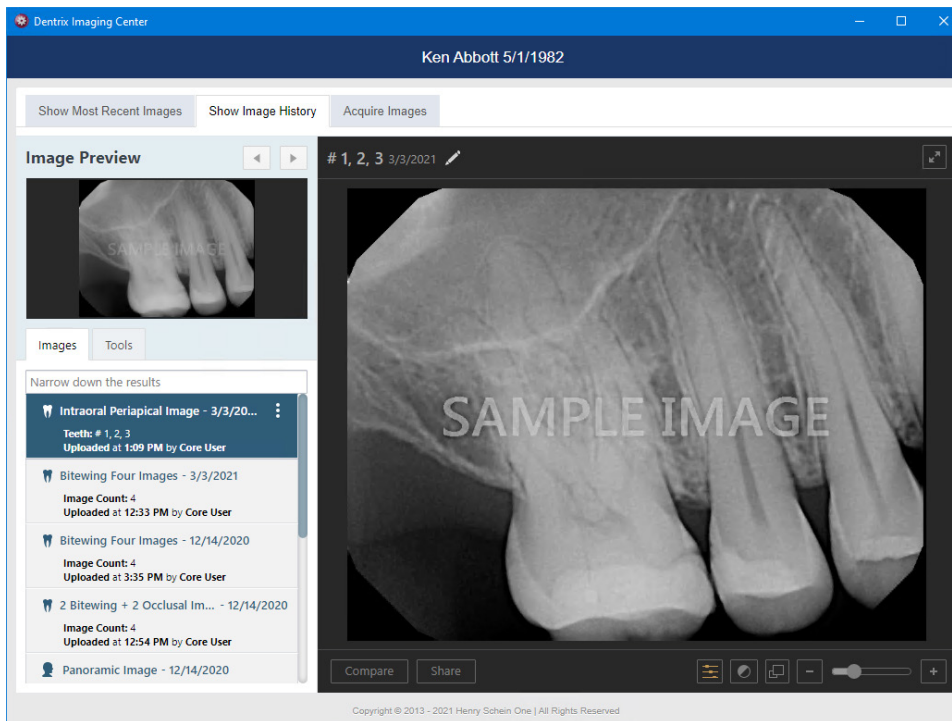 Dentrix Imaging Center
Ken Abbott 5/1/1982
Show Most Recent Images
Show Image History
Acquire Images
Image Preview
# 1, 2, 3 3/3/2021
SAMPLE IMAGE
SAMPLE IMAGE
Images
Tools
Narrow down the results
Intraoral Periapical Image - 3/3/20...
Teeth: # 1, 2, 3
Uploaded at 1:09 PM by Core User
Bitewing Four Images - 3/3/2021
Image Count: 4
Uploaded at 12:33 PM by Core User
Bitewing Four Images - 12/14/2020
Image Count: 4
Uploaded at 3:35 PM by Core User
2 Bitewing + 2 Occlusal Im... - 12/14/2020
Image Count: 4
Uploaded at 12:54 PM by Core User
Panoramic Image - 12/14/2020
Compare
Share
Copyright © 2013 - 2021 Henry Schein One | All Rights Reserved